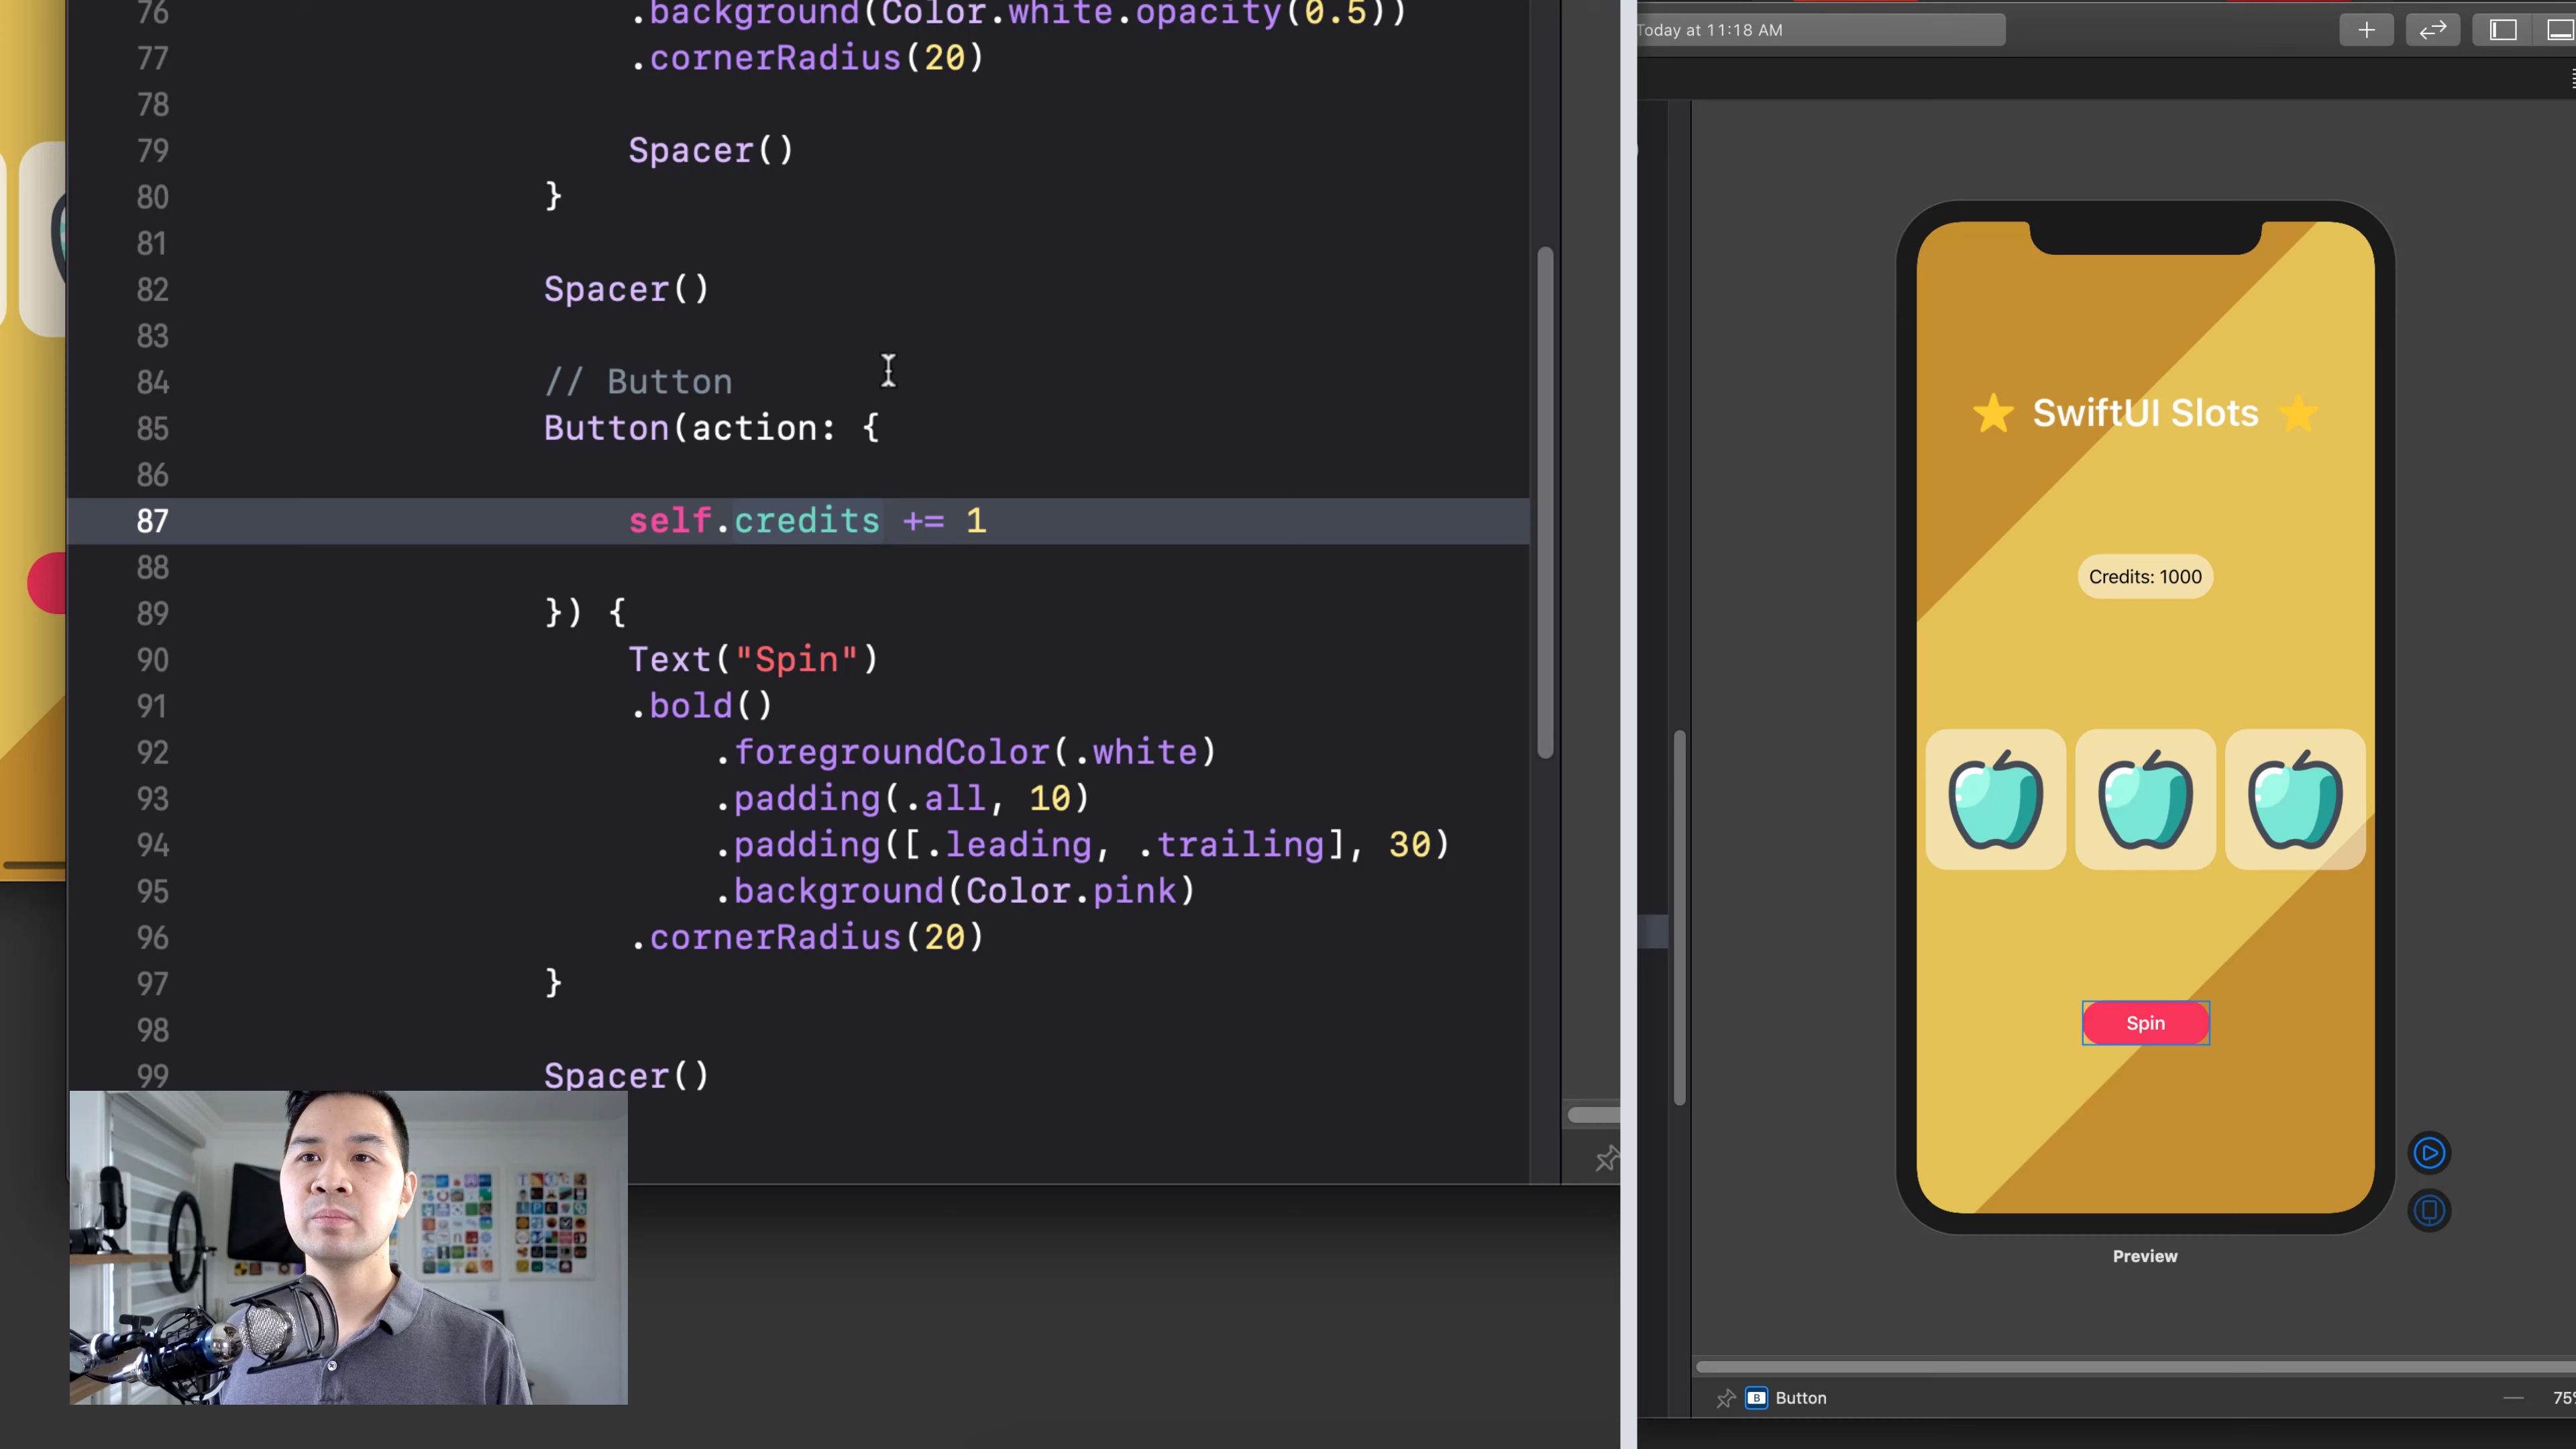 76 .background(Color.white.opacity(0.5))
77 .cornerRadius(20)
78
79 Spacer()
80 }
81
82 Spacer()
83
84 // Button
85 Button(action: {
86
87 self.credits += 1
88
89 }) {
90 Text("Spin")
91 .bold()
92 .foregroundColor(.white)
93 .padding(.all, 10)
94 .padding([.leading, .trailing], 30)
95 .background(Color.pink)
96 .cornerRadius(20)
97 }
98
99 Spacer()
Today at 11:18 AM
SwiftUI Slots
Credits: 1000
Spin
Preview
B Button
75%